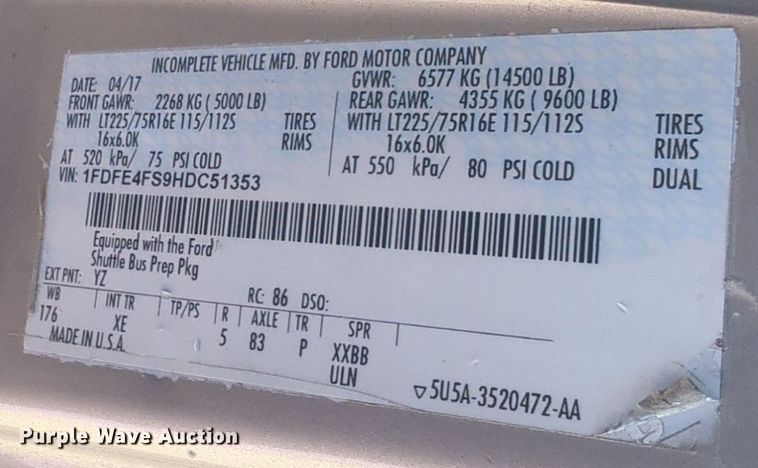 INCOMPLETE VEHICLE MFD. BY FORD MOTOR COMPANY
DATE: 04/17 GVWR: 6577 KG (14500 LB)
FRONT GAWR: 2268 KG ( 5000 LB) REAR GAWR: 4355 KG ( 9600 LB)
WITH LT225/75R16E 115/112S TIRES WITH LT225/75R16E 115/112S TIRES
16x6.0K RIMS 16x6.0K RIMS
AT 520 kPa/ 75 PSI COLD AT 550 kPa/ 80 PSI COLD DUAL
VIN: 1FDFE4FS9HDC51353
Equipped with the Ford
Shuttle Bus Prep Pkg
EXT PNT: YZ RC: 86 DSO:
WB INT TR TP/PS R AXLE TR SPR
176 XE 5 83 P XXBB
MADE IN U.S.A. ULN
▽5U5A-3520472-AA
Purple Wave Auction